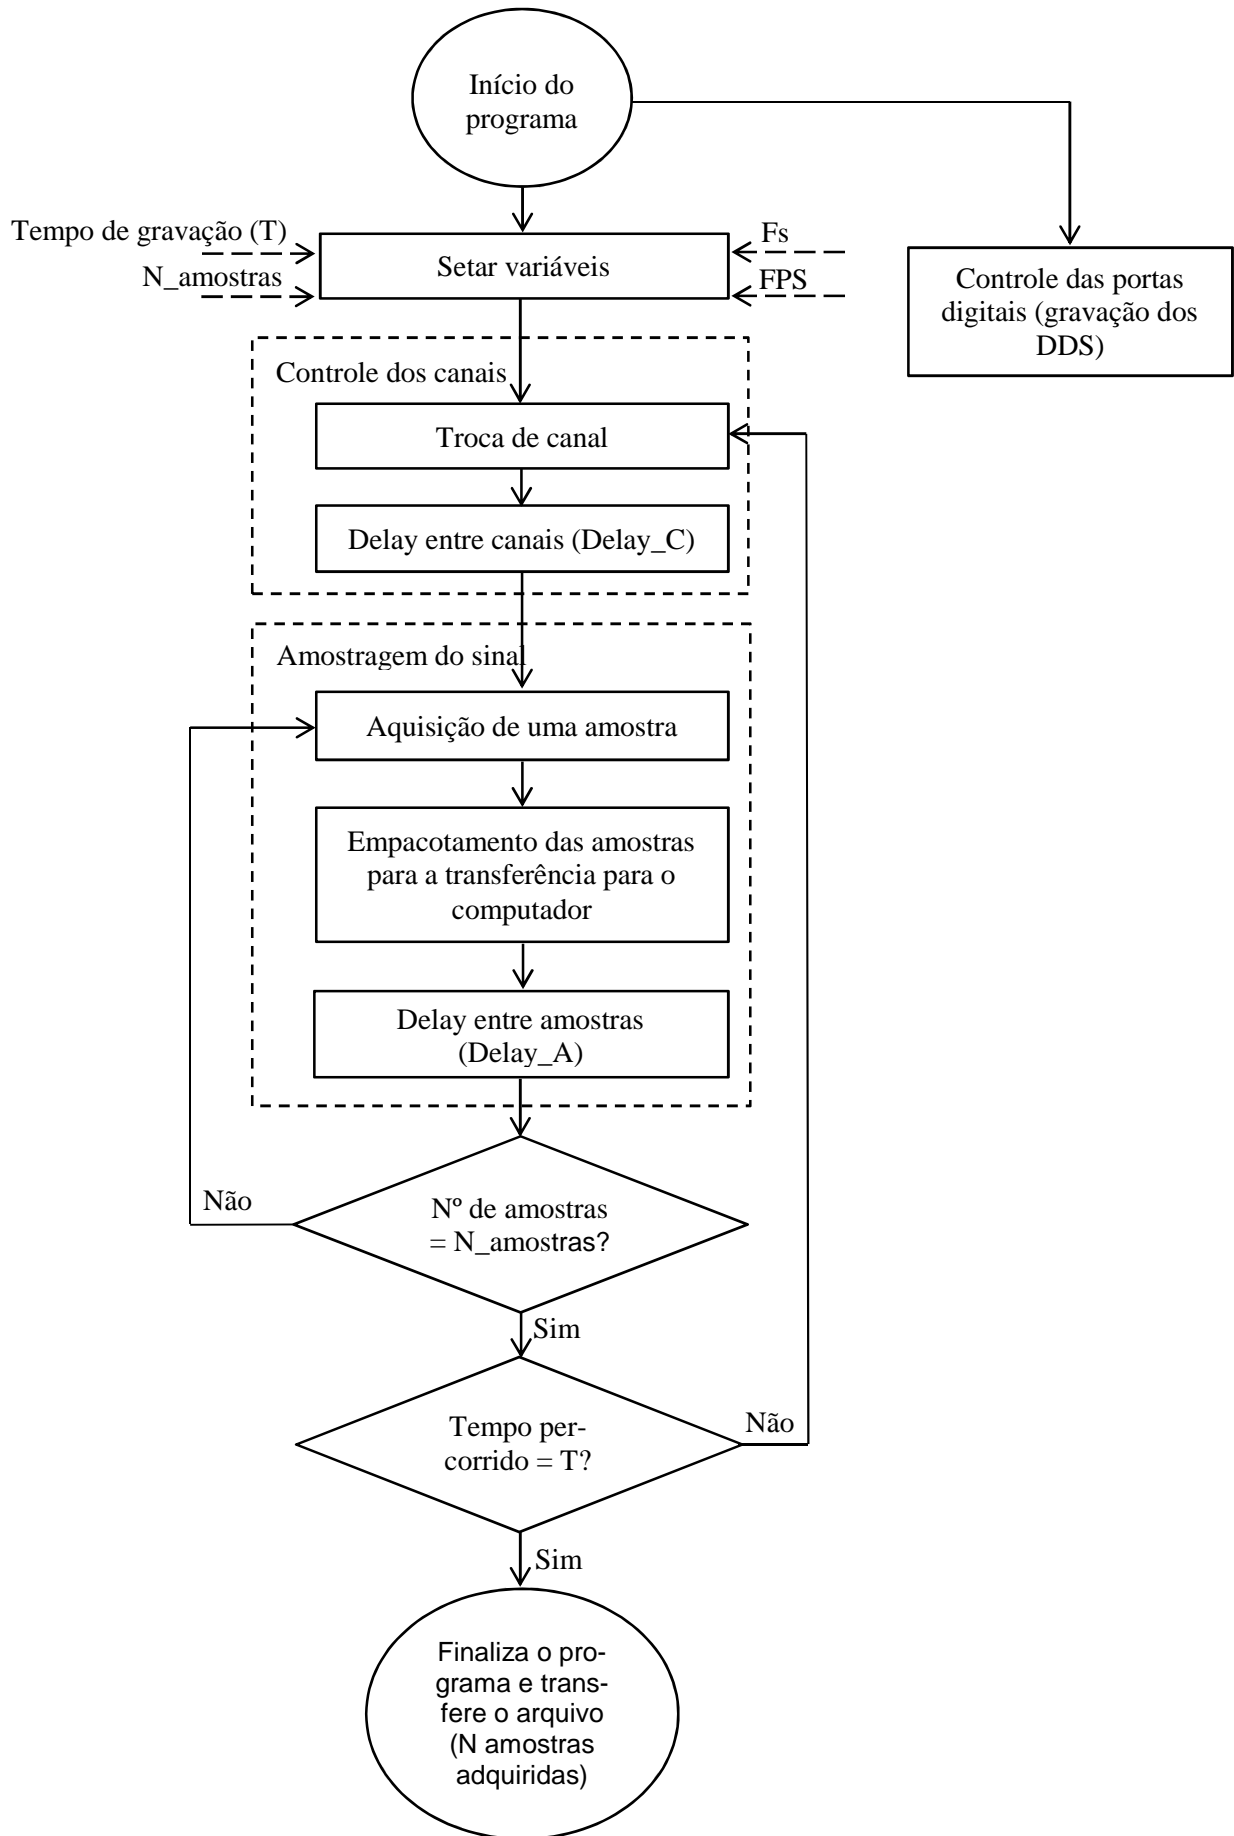 Início do
programa
Tempo de gravação (T)
N_amostras
Setar variáveis
Fs
FPS
Controle das portas
digitais (gravação dos
DDS)
Controle dos canais
Troca de canal
Delay entre canais (Delay_C)
Amostragem do sinal
Aquisição de uma amostra
Empacotamento das amostras
para a transferência para o
computador
Delay entre amostras
(Delay_A)
Não
Nº de amostras
= N_amostras?
Sim
Tempo per-
corrido = T?
Não
Sim
Finaliza o pro-
grama e trans-
fere o arquivo
(N amostras
adquiridas)